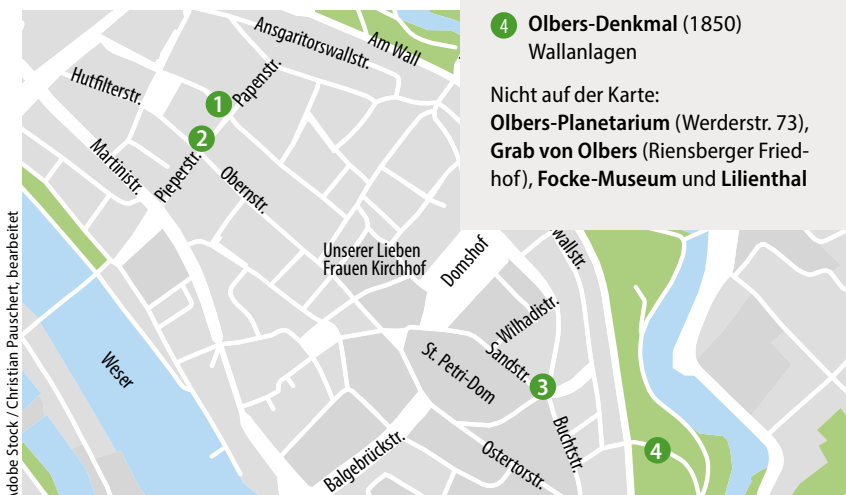 4 Olbers-Denkmal (1850)
Wallanlagen
Nicht auf der Karte:
Olbers-Planetarium (Werderstr. 73),
Grab von Olbers (Riensberger Fried-
hof), Focke-Museum und Lilienthal
Ansgaritorswallstr.
Am Wall
Hutfilterstr.
Papenstr.
1
2
Martinistr.
Pieperstr.
Obernstr.
Unserer Lieben
Frauen Kirchhof
Domshof
wallstr.
Wilhadistr.
Sandstr.
St. Petri-Dom
3
Weser
Buchtstr.
4
Balgebrückstr.
Ostertorstr.
Adobe Stock / Christian Pauschert, bearbeitet